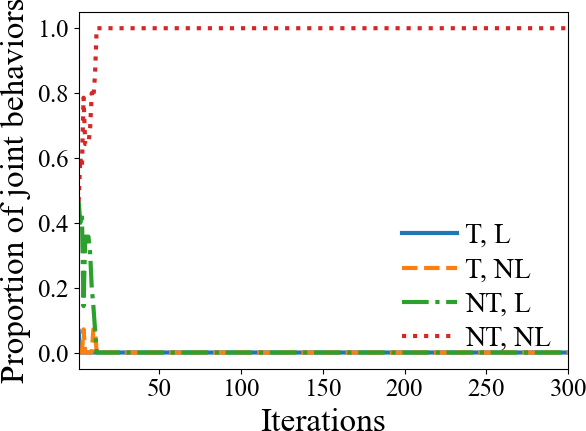 Proportion of joint behaviors
1.0
0.8
0.6
0.4
0.2
0.0
T, L
T, NL
NT, L
NT, NL
50 100 150 200 250 300
Iterations